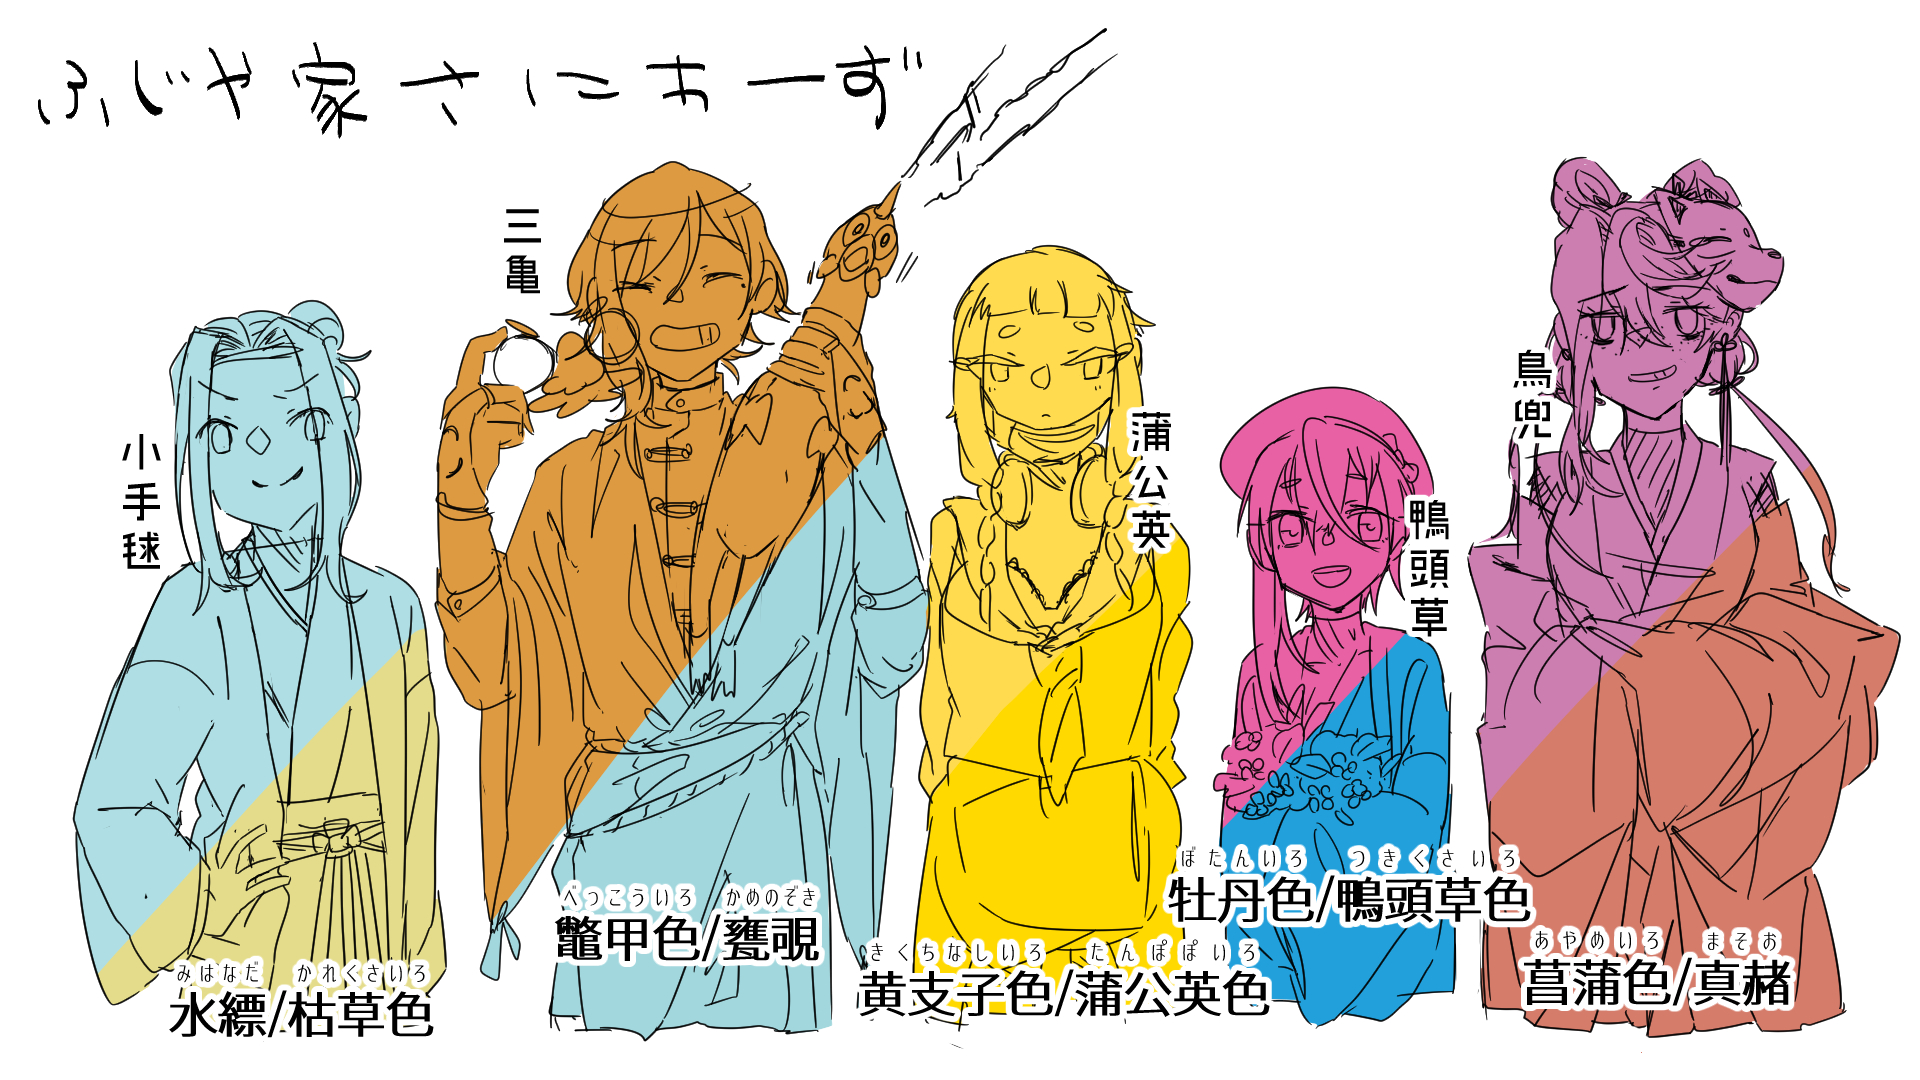 ふじや家さにわーず
小手毬
三亀
蒲公英
鴨頭草
鳥兜
みはなだ かれくさいろ
水縹/枯草色
べっこういろ かめのぞき
鼈甲色/甕覗
きくちなしいろ たんぽぽいろ
黄支子色/蒲公英色
ぼたんいろ つきくさいろ
牡丹色/鴨頭草色
あやめいろ まそお
菖蒲色/真赭